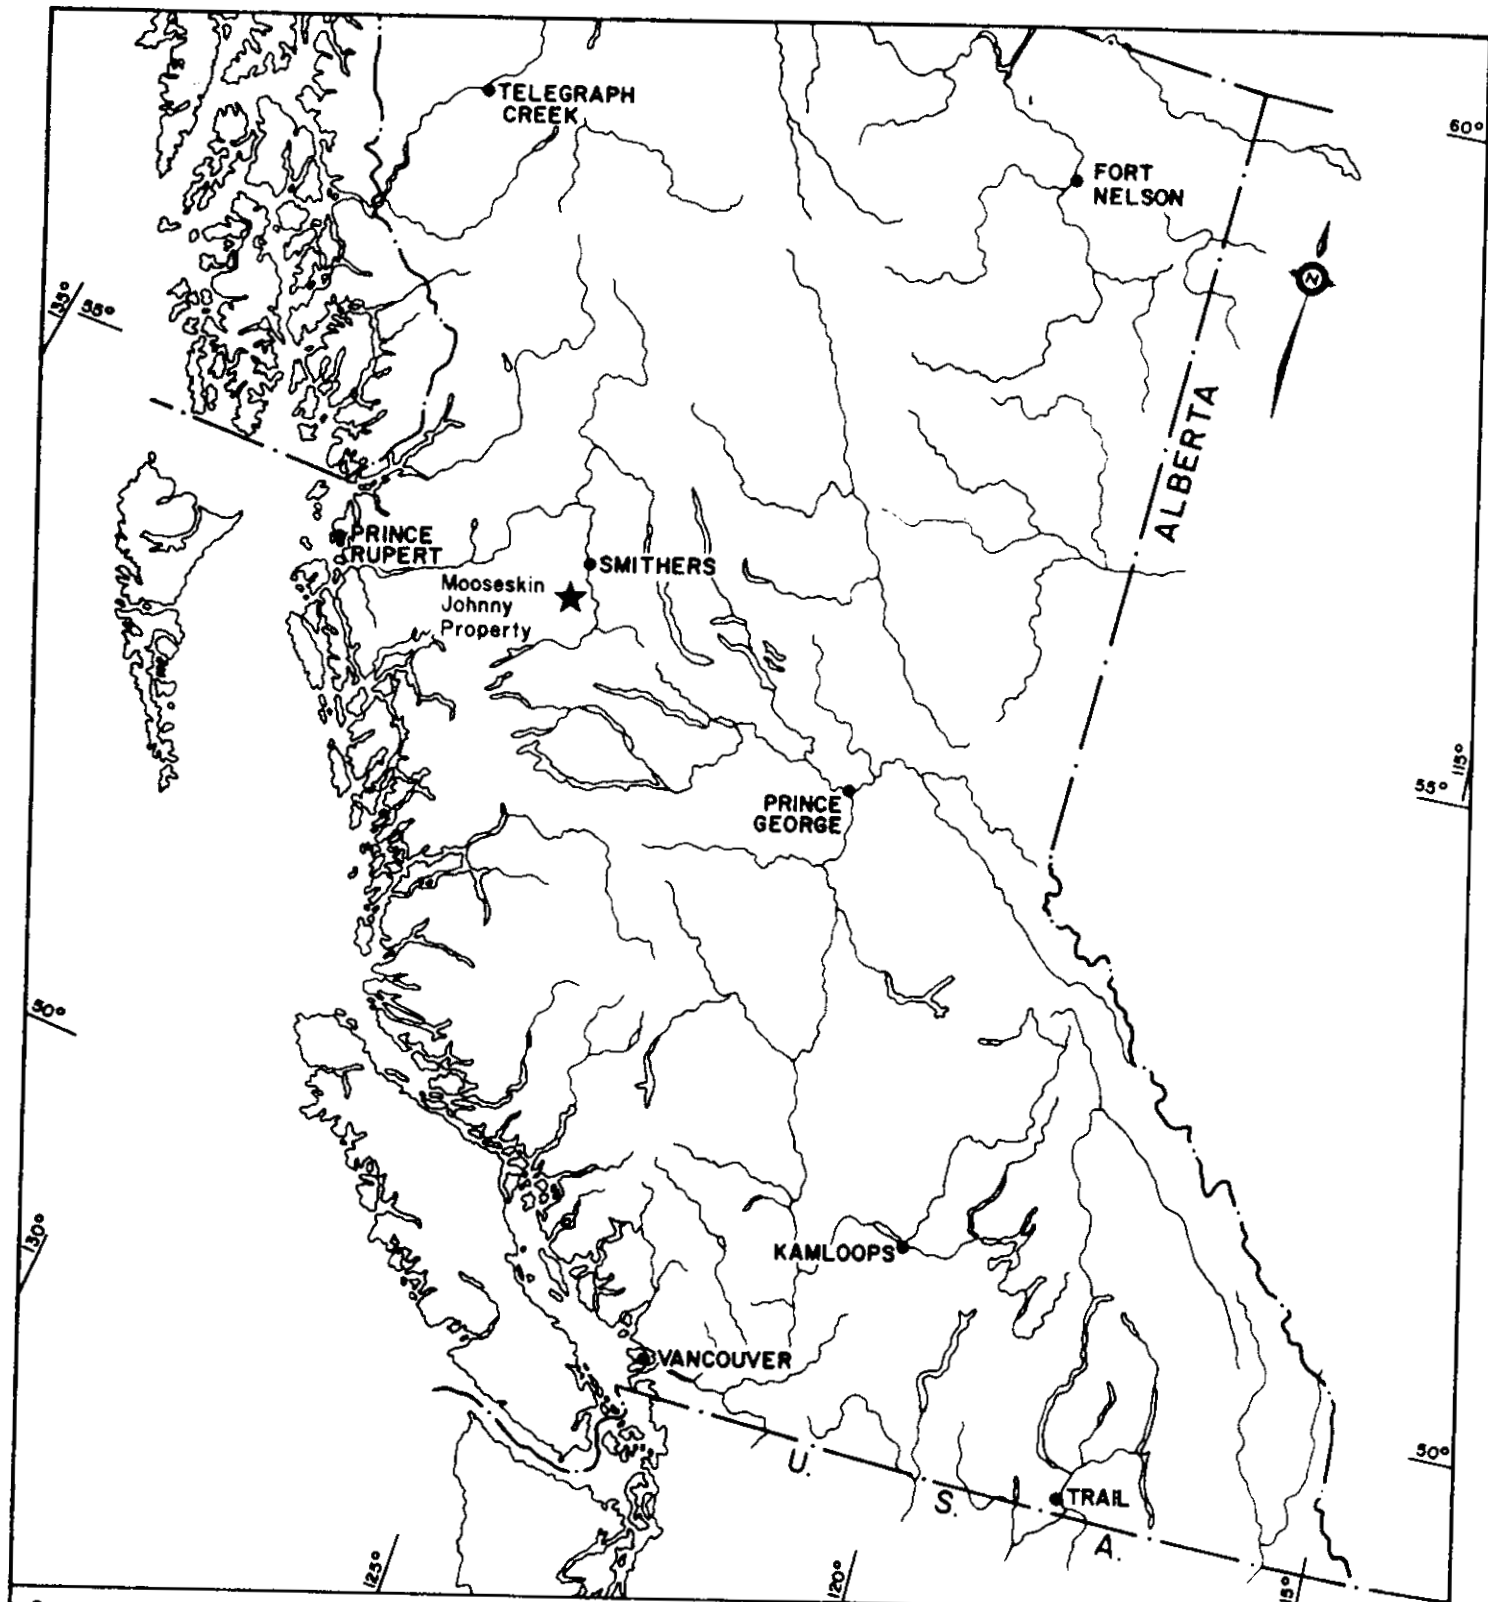 TELEGRAPH
CREEK
60°
FORT
NELSON
N
135°
55°
ALBERTA
PRINCE
RUPERT
SMITHERS
Mooseskin
Johnny
Property
115°
55°
PRINCE
GEORGE
50°
130°
KAMLOOPS
VANCOUVER
50°
U.
S.
TRAIL
A.
125°
120°